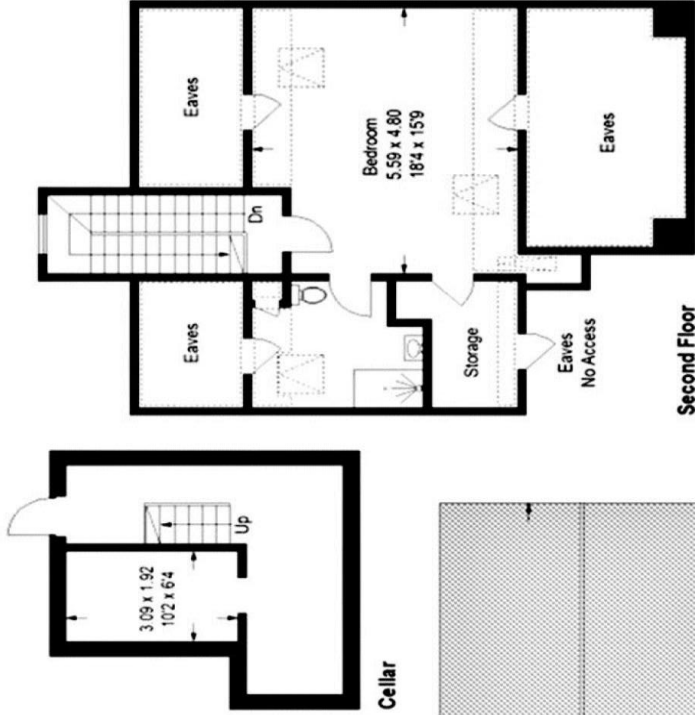 Eaves
Dn
Bedroom
5.59 x 4.80
18'4 x 15'9
Eaves
Eaves
Storage
Eaves
No Access
Second Floor
Up
3.09 x 1.92
10'2 x 6'4
Cellar